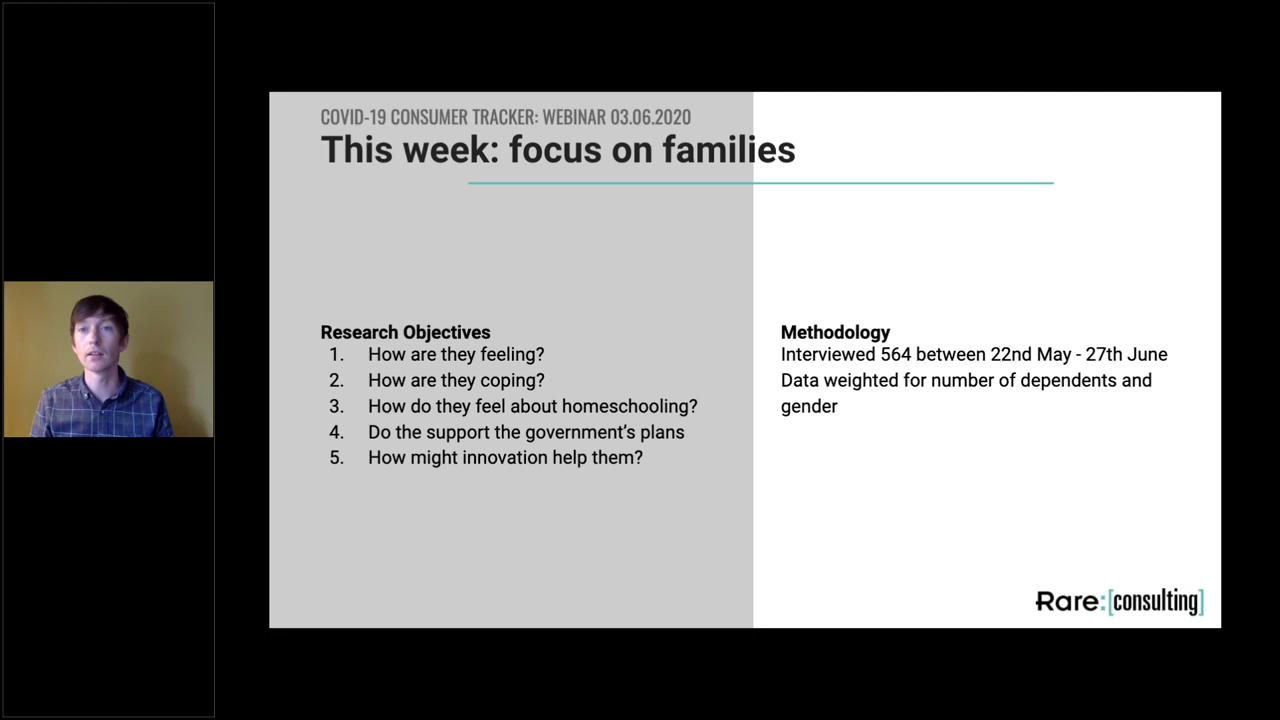 COVID-19 CONSUMER TRACKER: WEBINAR 03.06.2020
This week: focus on families
Research Objectives
1. How are they feeling?
2. How are they coping?
3. How do they feel about homeschooling?
4. Do the support the government's plans
5. How might innovation help them?
Methodology
Interviewed 564 between 22nd May - 27th June
Data weighted for number of dependents and
gender
Rare:[consulting]